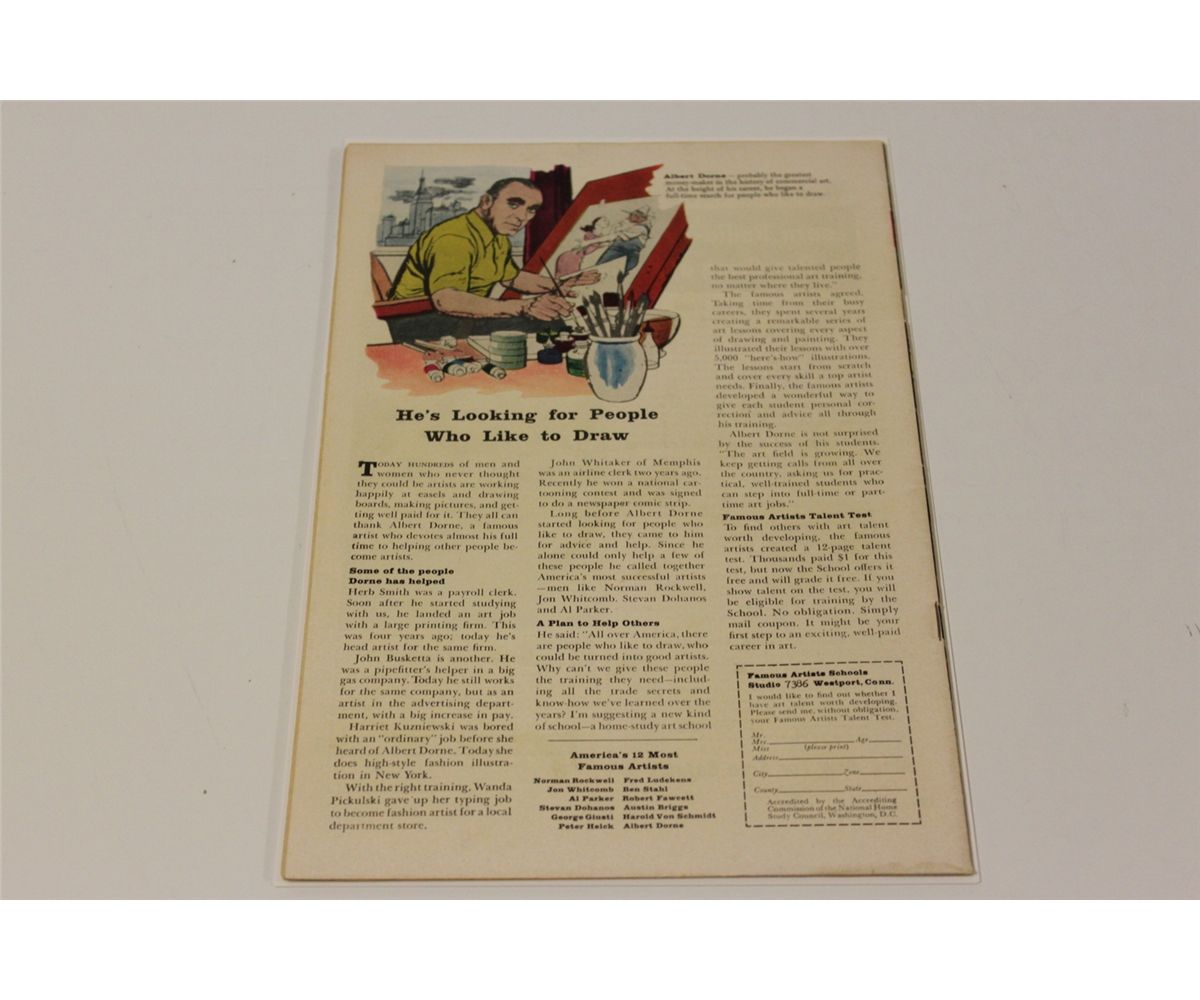 Albert Dorne – probably the greatest
money-maker in the history of commercial art.
At the height of his career, he began a
full-time search for people who like to draw.
He's Looking for People
Who Like to Draw
TODAY HUNDREDS of men and
women who never thought
they could be artists are working
happily at easels and drawing
boards, making pictures, and get-
ting well paid for it. They all can
thank Albert Dorne, a famous
artist who devotes almost his full
time to helping other people be-
come artists.
Some of the people
Dorne has helped
Herb Smith was a payroll clerk.
Soon after he started studying
with us, he landed an art job
with a large printing firm. This
was four years ago; today he's
head artist for the same firm.
John Busketta is another. He
was a pipefitter's helper in a big
gas company. Today he still works
for the same company, but as an
artist in the advertising depart-
ment, with a big increase in pay.
Harriet Kuzniewski was bored
with an "ordinary" job before she
heard of Albert Dorne. Today she
does high-style fashion illustra-
tion in New York.
With the right training, Wanda
Pickulski gave up her typing job
to become fashion artist for a local
department store.
John Whitaker of Memphis
was an airline clerk two years ago.
Recently he won a national car-
tooning contest and was signed
to do a newspaper comic strip.
Long before Albert Dorne
started looking for people who
like to draw, they came to him
for advice and help. Since he
alone could only help a few of
these people he called together
America's most successful artists
—men like Norman Rockwell,
Jon Whitcomb, Stevan Dohanos
and Al Parker.
A Plan to Help Others
He said: "All over America, there
are people who like to draw, who
could be turned into good artists.
Why can't we give these people
the training they need—includ-
ing all the trade secrets and
know-how we've learned over the
years? I'm suggesting a new kind
of school—a home-study art school
that would give talented people
the best professional art training,
no matter where they live."
The famous artists agreed.
Taking time from their busy
careers, they spent several years
creating a remarkable series of
art lessons covering every aspect
of drawing and painting. They
illustrated their lessons with over
5,000 "here's-how" illustrations.
The lessons start from scratch
and cover every skill a top artist
needs. Finally, the famous artists
developed a wonderful way to
give each student personal cor-
rection and advice all through
his training.
Albert Dorne is not surprised
by the success of his students.
"The art field is growing. We
keep getting calls from all over
the country, asking us for prac-
tical, well-trained students who
can step into full-time or part-
time art jobs."
Famous Artists Talent Test
To find others with art talent
worth developing, the famous
artists created a 12-page talent
test. Thousands paid $1 for this
test, but now the School offers it
free and will grade it free. If you
show talent on the test, you will
be eligible for training by the
School. No obligation. Simply
mail coupon. It might be your
first step to an exciting, well-paid
career in art.
America's 12 Most
Famous Artists
Norman Rockwell Fred Ludekens
Jon Whitcomb Ben Stahl
Al Parker Robert Fawcett
Stevan Dohanos Austin Briggs
George Giusti Harold Von Schmidt
Peter Helck Albert Dorne
Famous Artists Schools
Studio 7386 Westport, Conn.
I would like to find out whether I
have art talent worth developing.
Please send me, without obligation,
your Famous Artists Talent Test.
Mr.
Mrs. Age
Miss (please print)
Address
City Zone
County State
Accredited by the Accrediting
Commission of the National Home
Study Council, Washington, D.C.